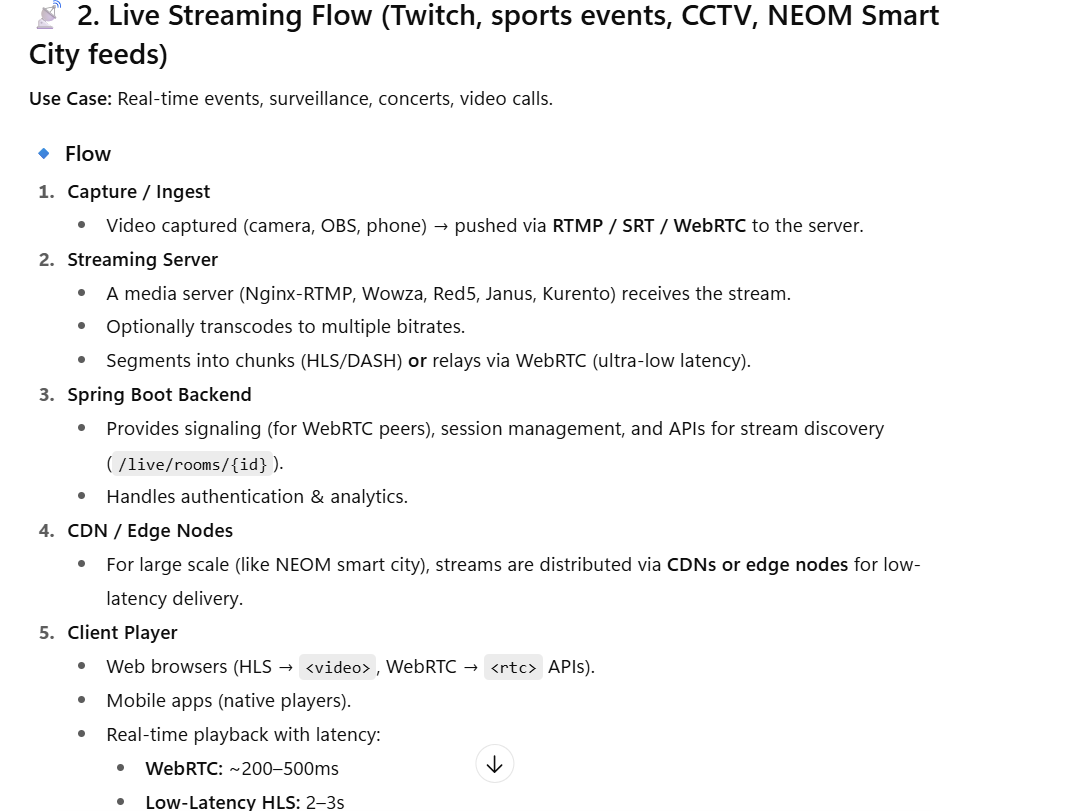 2. Live Streaming Flow (Twitch, sports events, CCTV, NEOM Smart
City feeds)
Use Case: Real-time events, surveillance, concerts, video calls.
Flow
1. Capture / Ingest
• Video captured (camera, OBS, phone) → pushed via RTMP / SRT / WebRTC to the server.
2. Streaming Server
• A media server (Nginx-RTMP, Wowza, Red5, Janus, Kurento) receives the stream.
• Optionally transcodes to multiple bitrates.
• Segments into chunks (HLS/DASH) or relays via WebRTC (ultra-low latency).
3. Spring Boot Backend
• Provides signaling (for WebRTC peers), session management, and APIs for stream discovery
(/live/rooms/{id}).
• Handles authentication & analytics.
4. CDN / Edge Nodes
• For large scale (like NEOM smart city), streams are distributed via CDNs or edge nodes for low-
latency delivery.
5. Client Player
• Web browsers (HLS → <video>, WebRTC → <rtc> APIs).
• Mobile apps (native players).
• Real-time playback with latency:
• WebRTC: ~200–500ms
• Low-Latency HLS: 2–3s